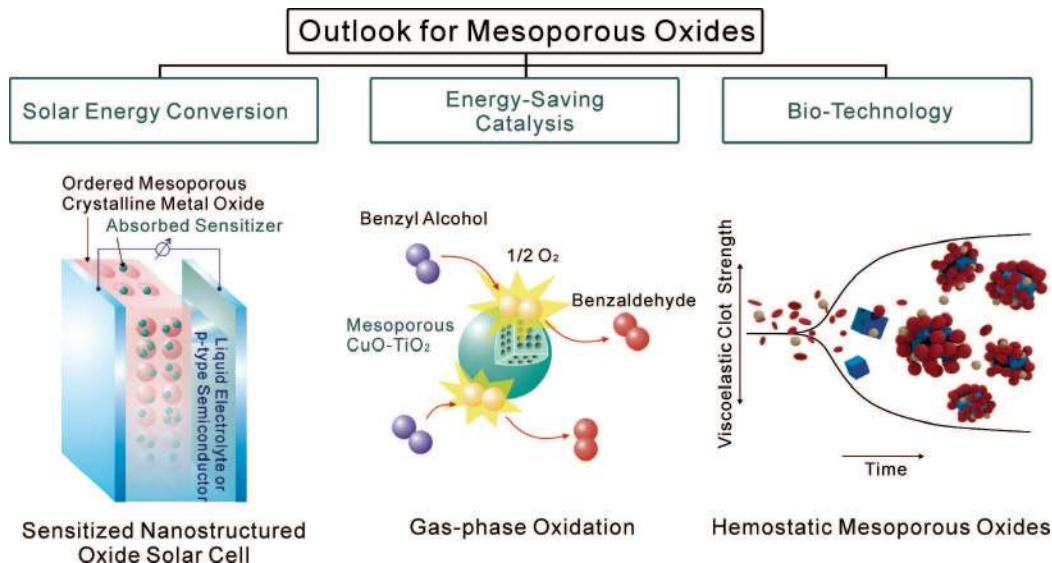 Outlook for Mesoporous Oxides
Solar Energy Conversion
Energy-Saving
Catalysis
Bio-Technology
Ordered Mesoporous
Crystalline Metal Oxide
Absorbed Sensitizer
Liquid Electrolyte or
p-type Semiconductor
Sensitized Nanostructured
Oxide Solar Cell
Benzyl Alcohol
1/2 O₂
Benzaldehyde
Mesoporous
CuO-TiO₂
Gas-phase Oxidation
Viscoelastic Clot Strength
Time
Hemostatic Mesoporous Oxides